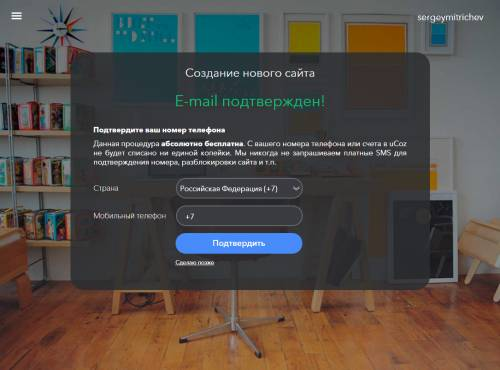 sergeymitrichev
Создание нового сайта
E-mail подтвержден!
Подтвердите ваш номер телефона
Данная процедура абсолютно бесплатна. С вашего номера телефона или счета в uCoz
не будет списано ни единой копейки. Мы никогда не запрашиваем платные SMS для
подтверждения номера, разблокировки сайта и т.п.
Страна
Российская Федерация (+7)
Мобильный телефон
+7
Подтвердить
Сделаю позже